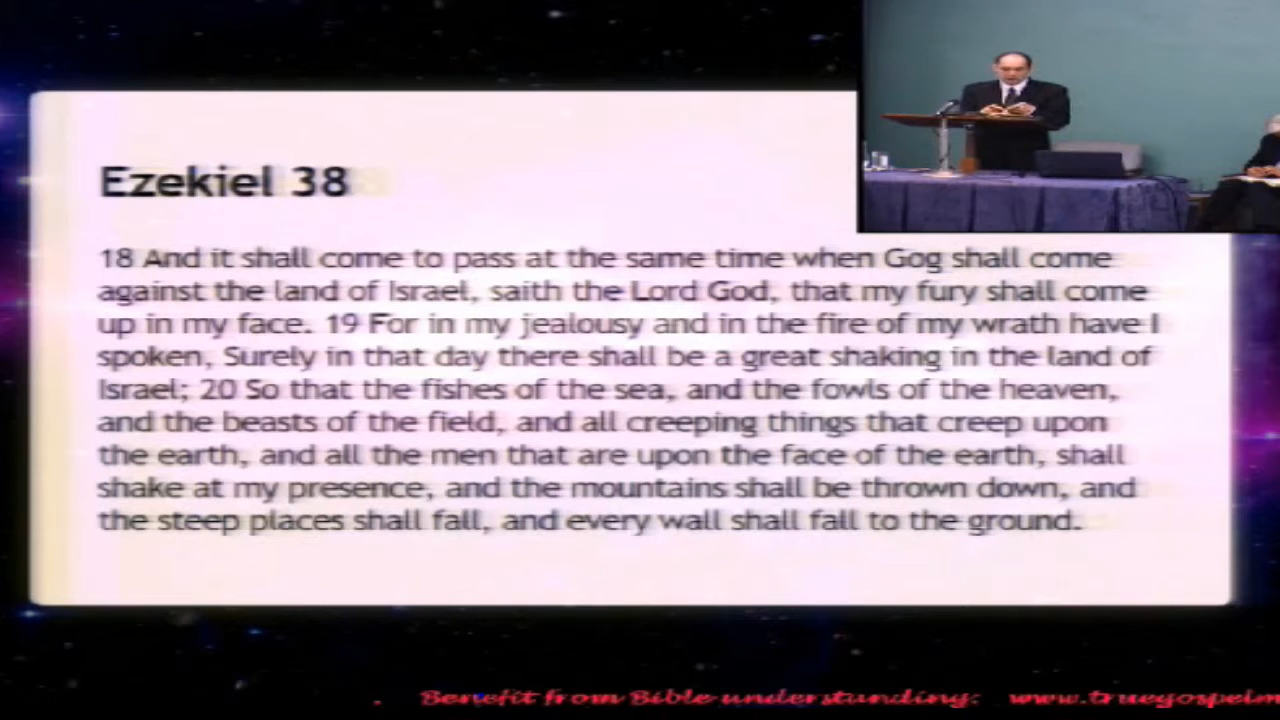 Ezekiel 38
18 And it shall come to pass at the same time when Gog shall come
against the land of Israel, saith the Lord God, that my fury shall come
up in my face. 19 For in my jealousy and in the fire of my wrath have I
spoken, Surely in that day there shall be a great shaking in the land of
Israel; 20 So that the fishes of the sea, and the fowls of the heaven,
and the beasts of the field, and all creeping things that creep upon
the earth, and all the men that are upon the face of the earth, shall
shake at my presence, and the mountains shall be thrown down, and
the steep places shall fall, and every wall shall fall to the ground.
. Benefit from Bible understanding: www.truegospelm